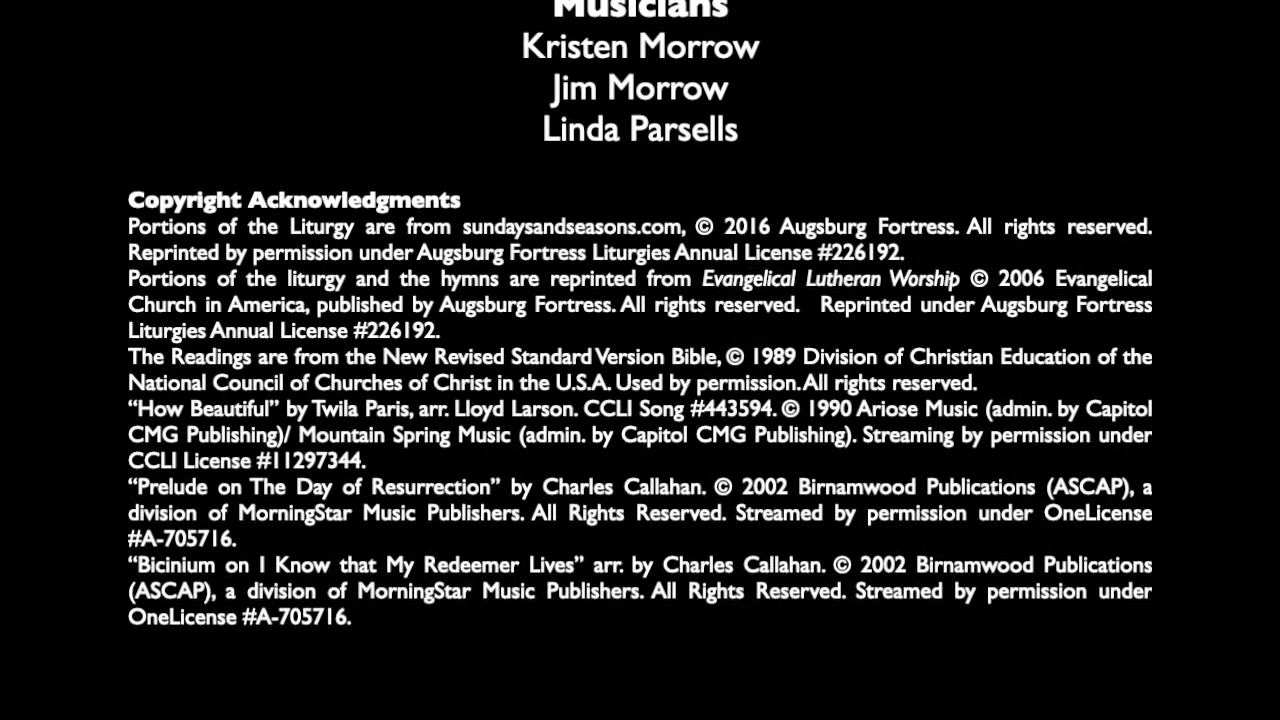 Musicians
Kristen Morrow
Jim Morrow
Linda Parsells
Copyright Acknowledgments
Portions of the Liturgy are from sundaysandseasons.com, © 2016 Augsburg Fortress. All rights reserved.
Reprinted by permission under Augsburg Fortress Liturgies Annual License #226192.
Portions of the liturgy and the hymns are reprinted from Evangelical Lutheran Worship © 2006 Evangelical
Church in America, published by Augsburg Fortress. All rights reserved. Reprinted under Augsburg Fortress
Liturgies Annual License #226192.
The Readings are from the New Revised Standard Version Bible, © 1989 Division of Christian Education of the
National Council of Churches of Christ in the U.S.A. Used by permission. All rights reserved.
“How Beautiful” by Twila Paris, arr. Lloyd Larson. CCLI Song #443594. © 1990 Ariose Music (admin. by Capitol
CMG Publishing)/ Mountain Spring Music (admin. by Capitol CMG Publishing). Streaming by permission under
CCLI License #11297344.
“Prelude on The Day of Resurrection” by Charles Callahan. © 2002 Birnamwood Publications (ASCAP), a
division of MorningStar Music Publishers. All Rights Reserved. Streamed by permission under OneLicense
#A-705716.
“Bicinium on I Know that My Redeemer Lives” arr. by Charles Callahan. © 2002 Birnamwood Publications
(ASCAP), a division of MorningStar Music Publishers. All Rights Reserved. Streamed by permission under
OneLicense #A-705716.